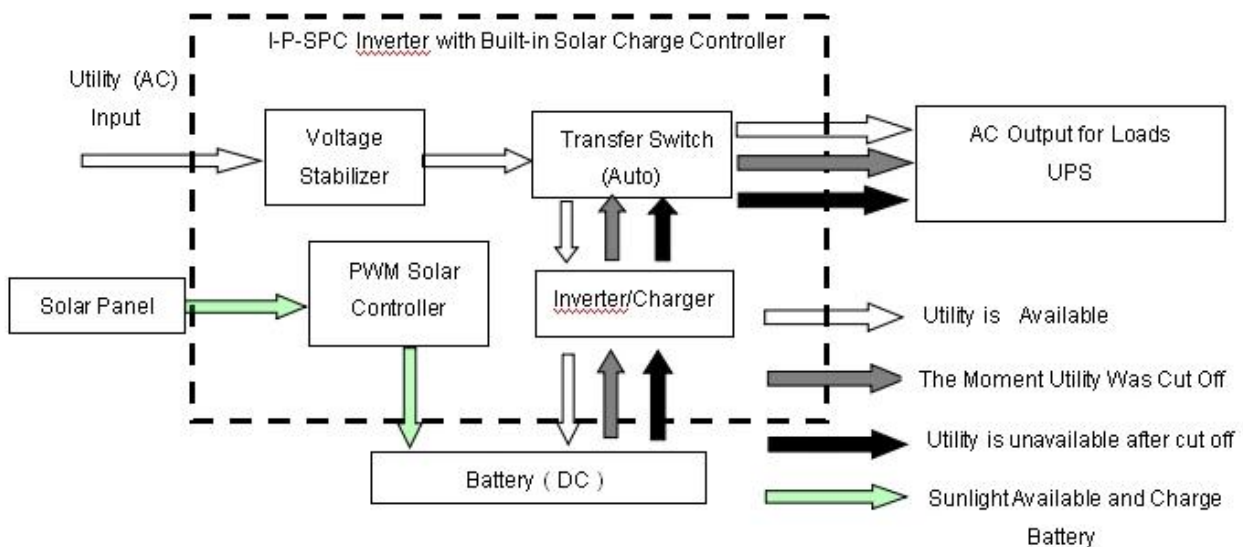 I-P-SPC Inverter with Built-in Solar Charge Controller
Utility (AC)
Input
Voltage
Stabilizer
Transfer Switch
(Auto)
AC Output for Loads
UPS
Solar Panel
PWM Solar
Controller
Inverter/Charger
Battery ( DC )
Utility is Available
The Moment Utility Was Cut Off
Utility is unavailable after cut off
Sunlight Available and Charge
Battery